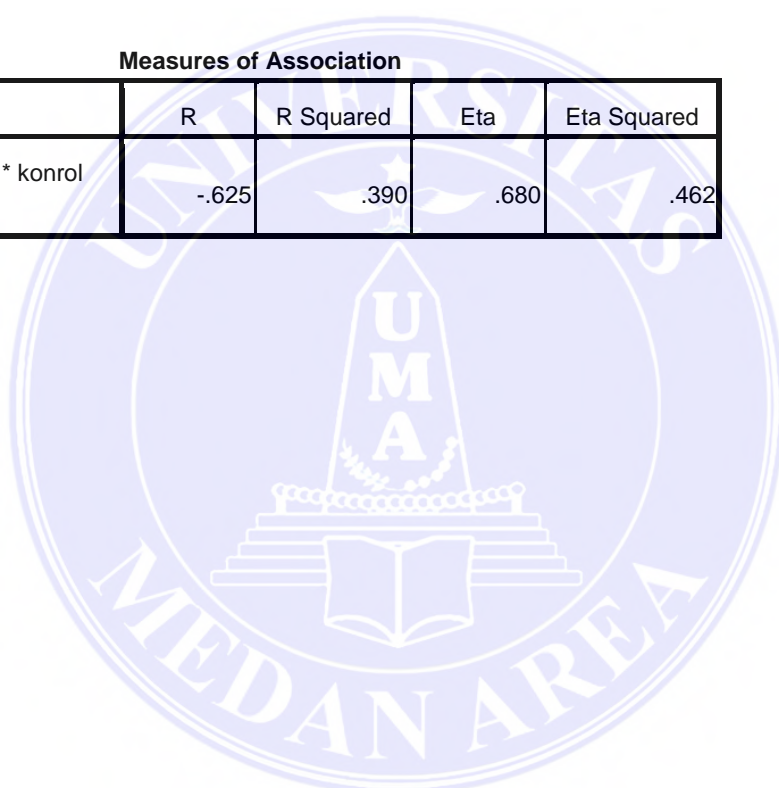 Measures of Association
R R Squared Eta Eta Squared
* konrol
-.625 .390 .680 .462
UNIVERSITAS
U
M
A
MEDAN AREA